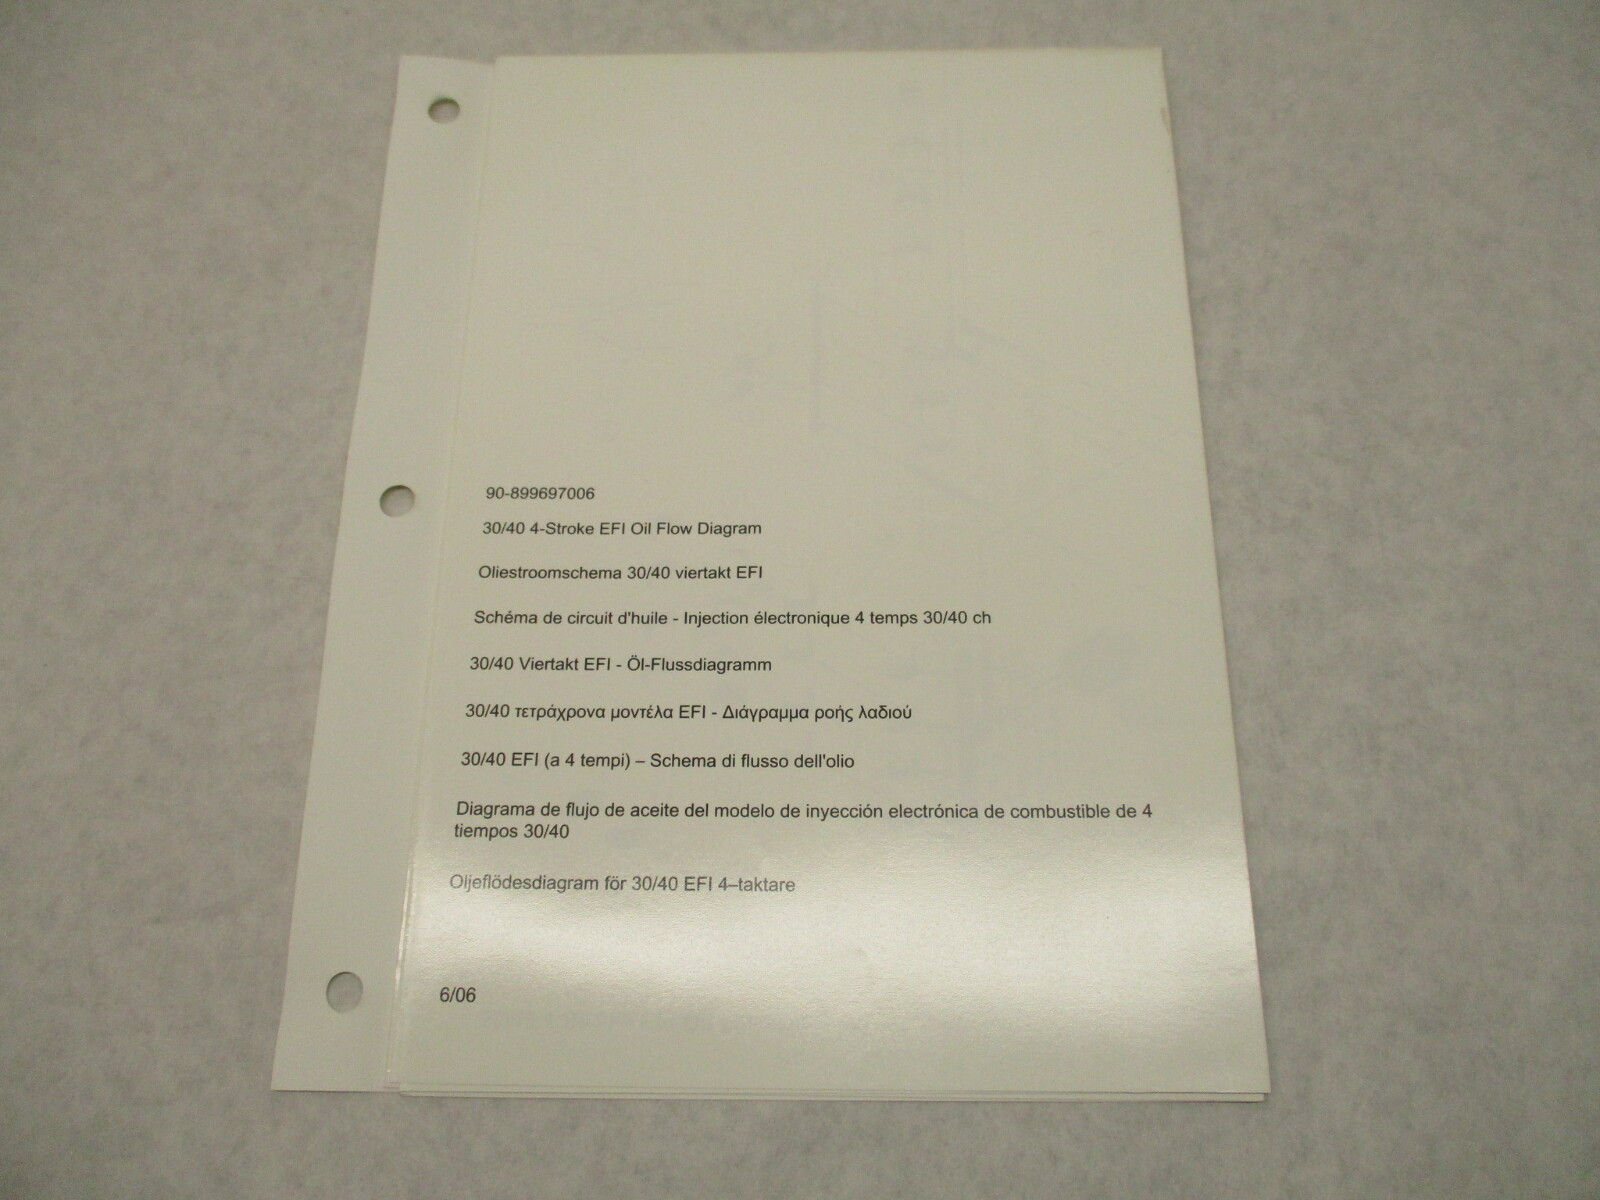 90-899697006
30/40 4-Stroke EFI Oil Flow Diagram
Oliestroomschema 30/40 viertakt EFI
Schéma de circuit d'huile - Injection électronique 4 temps 30/40 ch
30/40 Viertakt EFI - Öl-Flussdiagramm
30/40 τετράχρονα μοντέλα EFI - Διάγραμμα ροής λαδιού
30/40 EFI (a 4 tempi) – Schema di flusso dell'olio
Diagrama de flujo de aceite del modelo de inyección electrónica de combustible de 4
tiempos 30/40
Oljeflödesdiagram för 30/40 EFI 4–taktare
6/06